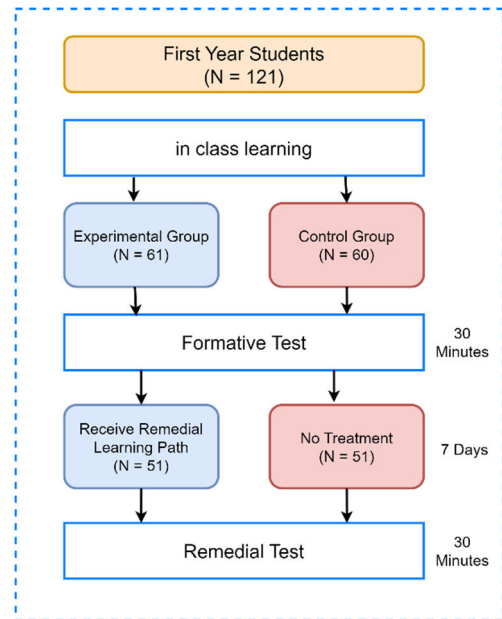 First Year Students
(N = 121)
in class learning
Experimental Group
(N = 61)
Control Group
(N = 60)
Formative Test
30
Minutes
Receive Remedial
Learning Path
(N = 51)
No Treatment
(N = 51)
7 Days
Remedial Test
30
Minutes